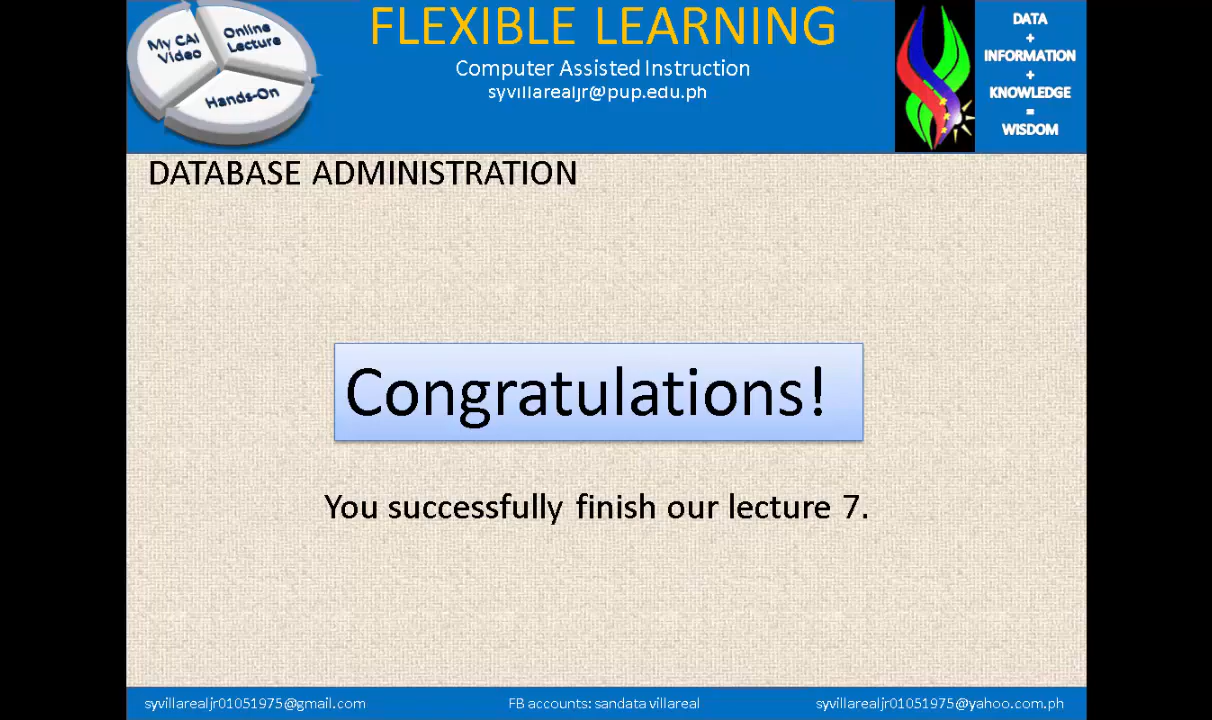 My CAI
Video
Online
Lecture
Hands-On
FLEXIBLE LEARNING
Computer Assisted Instruction
syvillarealjr@pup.edu.ph
DATA
+
INFORMATION
+
KNOWLEDGE
=
WISDOM
DATABASE ADMINISTRATION
Congratulations!
You successfully finish our lecture 7.
syvillarealjr01051975@gmail.com
FB accounts: sandata villareal
syvillarealjr01051975@yahoo.com.ph